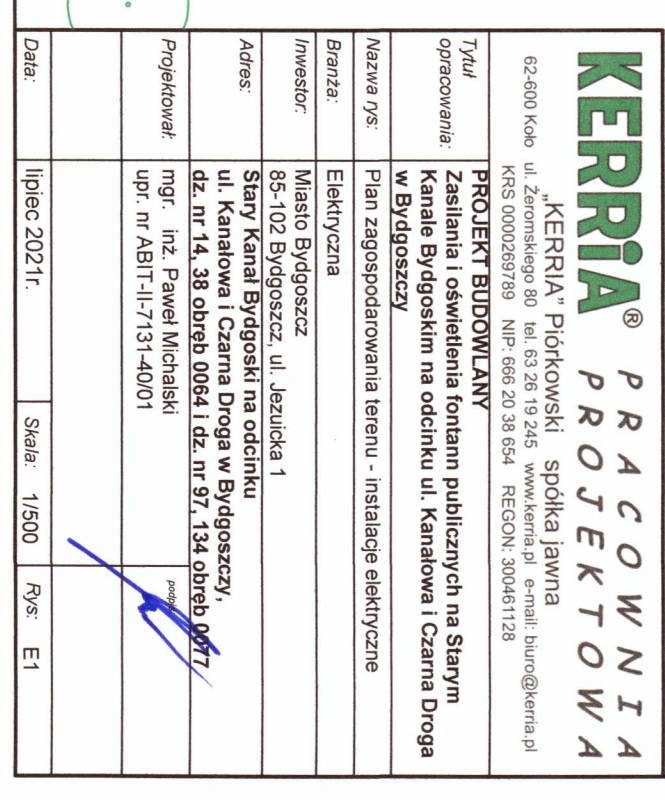 KERRiA® PRACOWNIA
PROJEKTOWA
„KERRIA” Piórkowski spółka jawna
62-600 Koło ul. Żeromskiego 80 tel. 63 26 19 245 www.kerria.pl e-mail: biuro@kerria.pl
KRS 0000269789 NIP: 666 20 38 654 REGON: 300461128
Tytuł
opracowania:
PROJEKT BUDOWLANY
Zasilania i oświetlenia fontann publicznych na Starym
Kanale Bydgoskim na odcinku ul. Kanałowa i Czarna Droga
w Bydgoszczy
Nazwa rys: Plan zagospodarowania terenu - instalacje elektryczne
Branża: Elektryczna
Inwestor: Miasto Bydgoszcz
85-102 Bydgoszcz, ul. Jezuicka 1
Adres: Stary Kanał Bydgoski na odcinku
ul. Kanałowa i Czarna Droga w Bydgoszczy,
dz. nr 14, 38 obręb 0064 i dz. nr 97, 134 obręb 0077
Projektował: mgr. inż. Paweł Michalski
upr. nr ABIT-II-7131-40/01
podpis
Data: lipiec 2021r. Skala: 1/500 Rys: E1